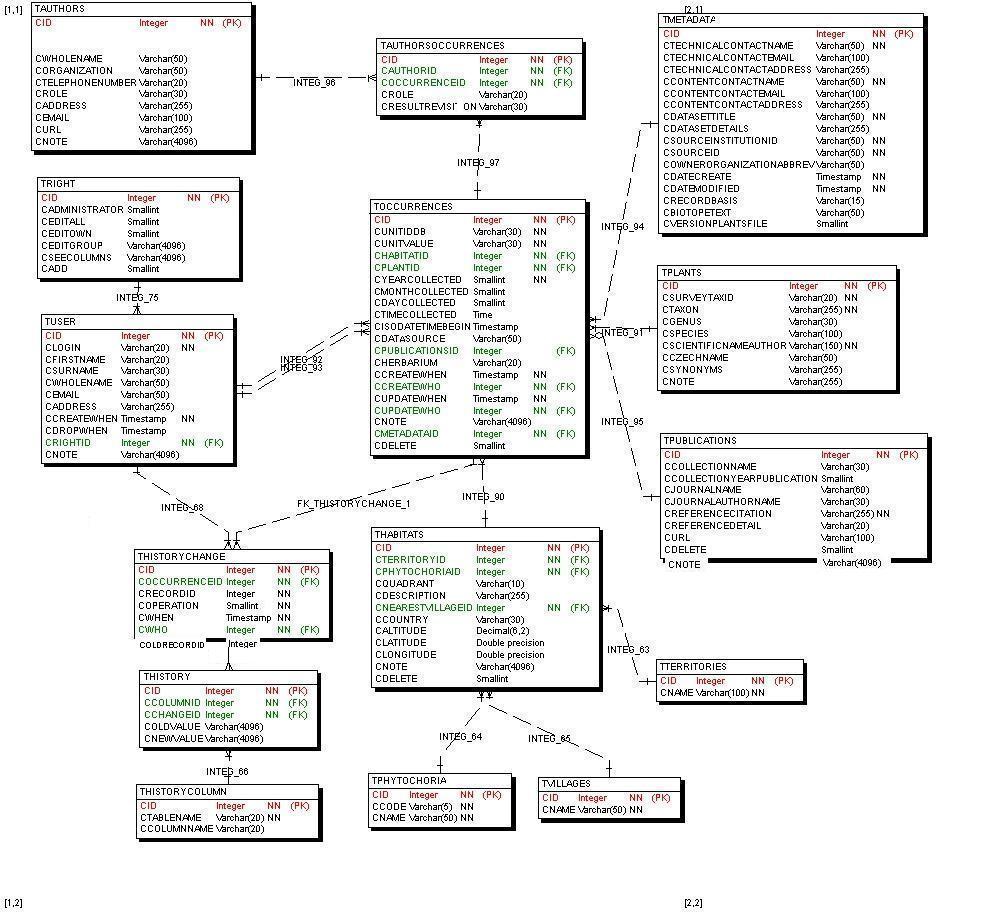 [1,1]
[2,1]
TAUTHORS
CID Integer NN (PK)
CWHOLENAME Varchar(50)
CORGANIZATION Varchar(50)
CTELEPHONENUMBER Varchar(20)
CROLE Varchar(30)
CADDRESS Varchar(255)
CEMAIL Varchar(100)
CURL Varchar(255)
CNOTE Varchar(4096)
INTEG_96
TAUTHORSOCCURRENCES
CID Integer NN (PK)
CAUTHORID Integer NN (FK)
COCCURRENCEID Integer NN (FK)
CROLE Varchar(20)
CRESULTREVISI ON Varchar(30)
INTEG_97
TMETADATA
CID Integer NN (PK)
CTECHNICALCONTACTNAME Varchar(50) NN
CTECHNICALCONTACTEMAIL Varchar(100)
CTECHNICALCONTACTADDRESS Varchar(255)
CCONTENTCONTACTNAME Varchar(50) NN
CCONTENTCONTACTEMAIL Varchar(100)
CCONTENTCONTACTADDRESS Varchar(255)
CDATASETTITLE Varchar(50) NN
CDATASETDETAILS Varchar(255)
CSOURCEINSTITUTIONID Varchar(50) NN
CSOURCEID Varchar(50) NN
COWNERORGANIZATIONABBREV Varchar(50) NN
CDATECREATE Timestamp NN
CDATEMODIFIED Timestamp NN
CRECORDBASIS Varchar(15)
CBIOTOPETEXT Varchar(50)
CVERSIONPLANTSFILE Smallint
INTEG_94
TRIGHT
CID Integer NN (PK)
CADMINISTRATOR Smallint
CEDITALL Smallint
CEDITOWN Smallint
CEDITGROUP Varchar(4096)
CSEECOLUMNS Varchar(4096)
CADD Smallint
INTEG_75
TOCCURRENCES
CID Integer NN (PK)
CUNITIDDB Varchar(30) NN
CUNITVALUE Varchar(30) NN
CHABITATID Integer NN (FK)
CPLANTID Integer NN (FK)
CYEARCOLLECTED Smallint NN
CMONTHCOLLECTED Smallint
CDAYCOLLECTED Smallint
CTIMECOLLECTED Time
CISODATETIMEBEGIN Timestamp
CDATASOURCE Varchar(50)
CPUBLICATIONSID Integer (FK)
CHERBARIUM Varchar(20)
CCREATEWHEN Timestamp NN
CCREATEWHO Integer NN (FK)
CUPDATEWHEN Timestamp NN
CUPDATEWHO Integer NN (FK)
CNOTE Varchar(4096)
CMETADATAID Integer NN (FK)
CDELETE Smallint
TPLANTS
CID Integer NN (PK)
CSURVEYTAXID Varchar(20) NN
CTAXON Varchar(255) NN
CGENUS Varchar(30)
CSPECIES Varchar(100)
CSCIENTIFICNAMEAUTHOR Varchar(150) NN
CCZECHNAME Varchar(50)
CSYNONYMS Varchar(255)
CNOTE Varchar(255)
INTEG_91
TUSER
CID Integer NN (PK)
CLOGIN Varchar(20) NN
CFIRSTNAME Varchar(20)
CSURNAME Varchar(30)
CWHOLENAME Varchar(50)
CEMAIL Varchar(50)
CADDRESS Varchar(255)
CCREATEWHEN Timestamp NN
CDROPWHEN Timestamp
CRIGHTID Integer NN (FK)
CNOTE Varchar(4096)
INTEG_92
INTEG_93
INTEG_95
TPUBLICATIONS
CID Integer NN (PK)
CCOLLECTIONNAME Varchar(30)
CCOLLECTIONYEARPUBLICATION Smallint
CJOURNALNAME Varchar(60)
CJOURNALAUTHORNAME Varchar(30)
CREFERENCECITATION Varchar(255) NN
CREFERENCEDETAIL Varchar(20)
CURL Varchar(100)
CDELETE Smallint
CNOTE Varchar(4096)
INTEG_68
FK_THISTORYCHANGE_1
INTEG_90
THISTORYCHANGE
CID Integer NN (PK)
COCCURRENCEID Integer NN (FK)
CRECORDID Integer NN
COPERATION Smallint NN
CWHEN Timestamp NN
CWHO Integer NN (FK)
COLDRECORDID Integer
THABITATS
CID Integer NN (PK)
CTERRITORYID Integer NN (FK)
CPHYTOCHORIAID Integer NN (FK)
CQUADRANT Varchar(10)
CDESCRIPTION Varchar(255)
CNEARESTVILLAGEID Integer NN (FK)
CCOUNTRY Varchar(30)
CALTITUDE Decimal(6,2)
CLATITUDE Double precision
CLONGITUDE Double precision
CNOTE Varchar(4096)
CDELETE Smallint
INTEG_63
TTERRITORIES
CID Integer NN (PK)
CNAME Varchar(100) NN
THISTORY
CID Integer NN (PK)
CCOLUMNID Integer NN (FK)
CCHANGEID Integer NN (FK)
COLDVALUE Varchar(4096)
CNEWVALUE Varchar(4096)
INTEG_66
INTEG_64
INTEG_65
THISTORYCOLUMN
CID Integer NN (PK)
CTABLENAME Varchar(20) NN
CCOLUMNNAME Varchar(20)
TPHYTOCHORIA
CID Integer NN (PK)
CCODE Varchar(5) NN
CNAME Varchar(50) NN
TVILLAGES
CID Integer NN (PK)
CNAME Varchar(50) NN
[1,2]
[2,2]